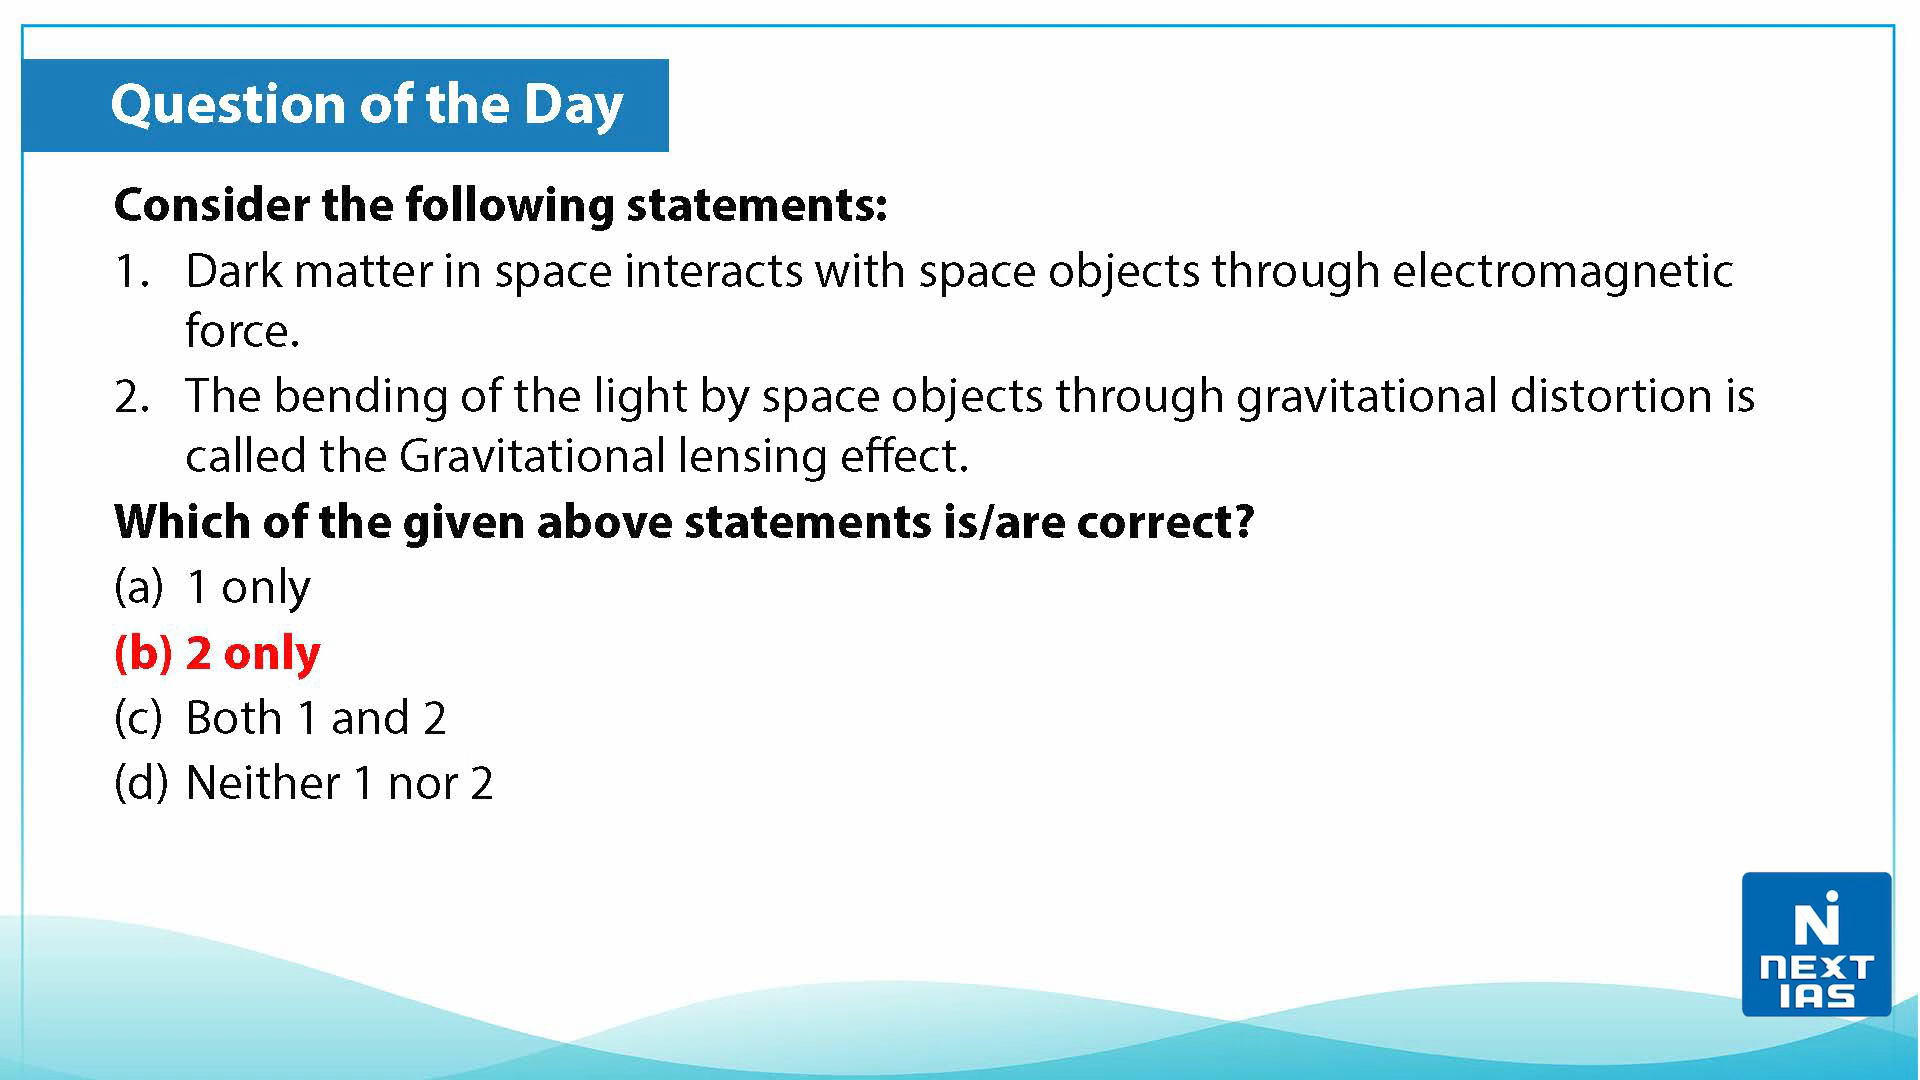 Question of the Day
Consider the following statements:
1. Dark matter in space interacts with space objects through electromagnetic
force.
2. The bending of the light by space objects through gravitational distortion is
called the Gravitational lensing effect.
Which of the given above statements is/are correct?
(a) 1 only
(b) 2 only
(c) Both 1 and 2
(d) Neither 1 nor 2
N
NEXT
IAS